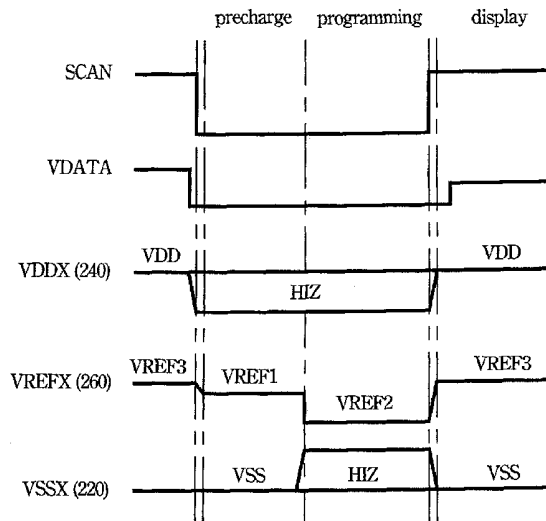 precharge programming display
SCAN
VDATA
VDD VDD
VDDX (240)
HIZ
VREF3 VREF1 VREF3
VREFX (260)
VREF2
VSS HIZ VSS
VSSX (220)